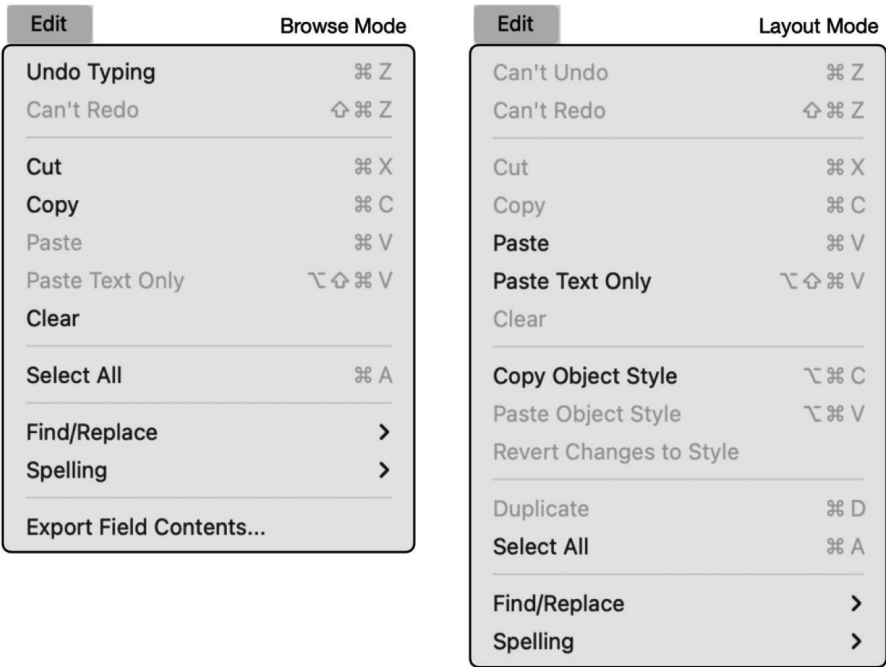 Edit Browse Mode
Undo Typing ⌘ Z
Can't Redo ⇧ ⌘ Z
Cut ⌘ X
Copy ⌘ C
Paste ⌘ V
Paste Text Only ⌥ ⇧ ⌘ V
Clear
Select All ⌘ A
Find/Replace >
Spelling >
Export Field Contents...
Edit Layout Mode
Can't Undo ⌘ Z
Can't Redo ⇧ ⌘ Z
Cut ⌘ X
Copy ⌘ C
Paste ⌘ V
Paste Text Only ⌥ ⇧ ⌘ V
Clear
Copy Object Style ⌥ ⌘ C
Paste Object Style ⌥ ⌘ V
Revert Changes to Style
Duplicate ⌘ D
Select All ⌘ A
Find/Replace >
Spelling >